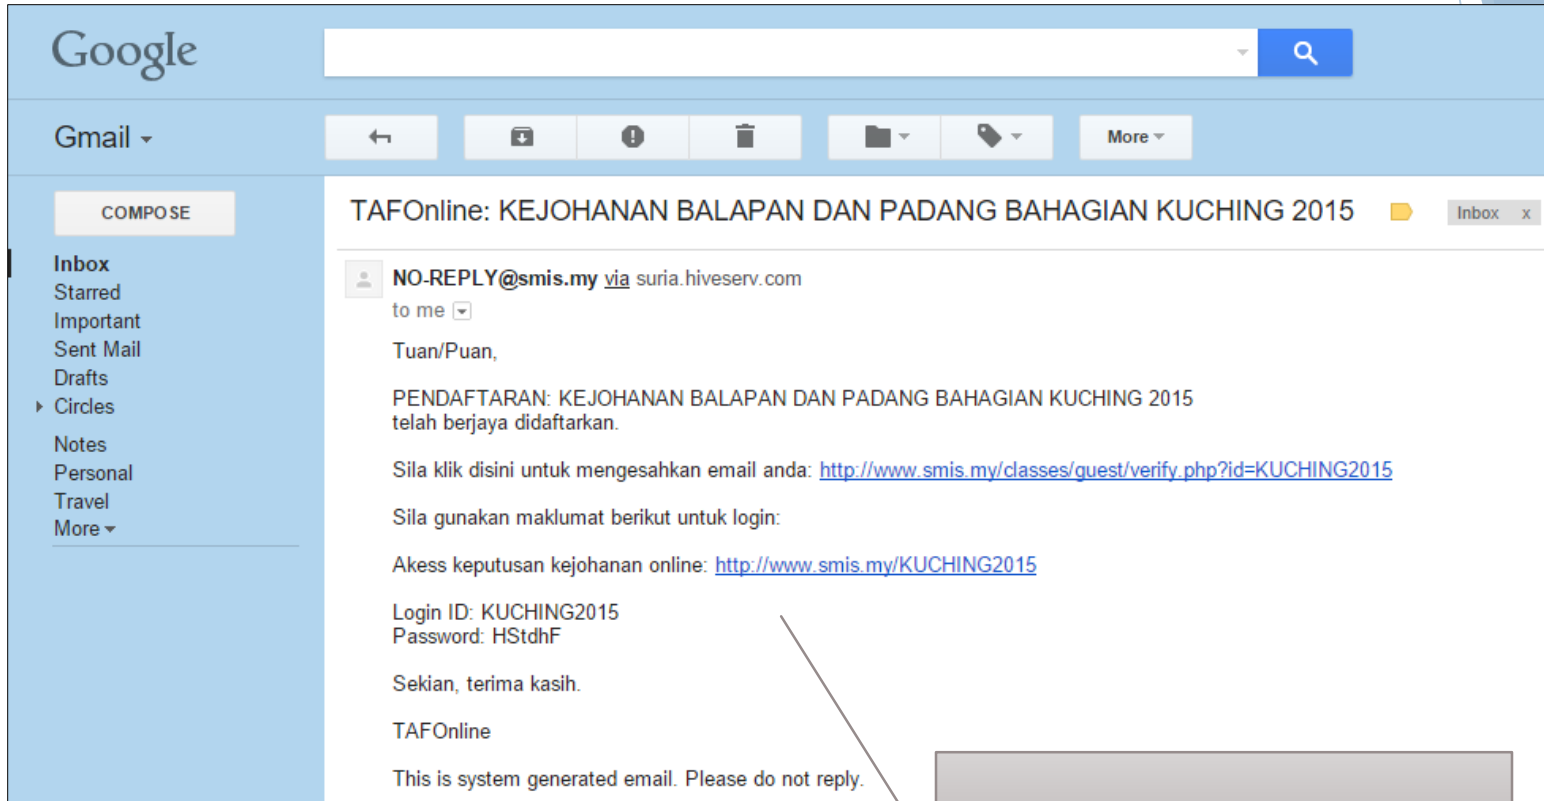 Google
Gmail
More
COMPOSE
TAFOnline: KEJOHANAN BALAPAN DAN PADANG BAHAGIAN KUCHING 2015
Inbox x
Inbox
Starred
Important
Sent Mail
Drafts
Circles
Notes
Personal
Travel
More
NO-REPLY@smis.my via suria.hiveserv.com
to me
Tuan/Puan,
PENDAFTARAN: KEJOHANAN BALAPAN DAN PADANG BAHAGIAN KUCHING 2015
telah berjaya didaftarkan.
Sila klik disini untuk mengesahkan email anda: http://www.smis.my/classes/guest/verify.php?id=KUCHING2015
Sila gunakan maklumat berikut untuk login:
Akess keputusan kejohanan online: http://www.smis.my/KUCHING2015
Login ID: KUCHING2015
Password: HStdhF
Sekian, terima kasih.
TAFOnline
This is system generated email. Please do not reply.